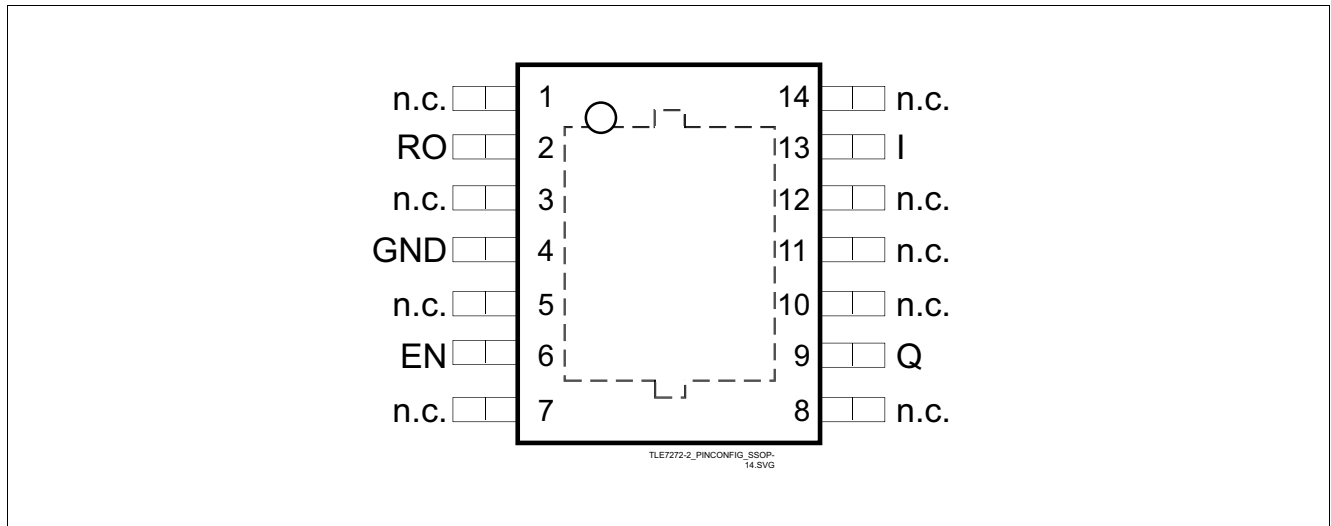 n.c. 1 14 n.c.
RO 2 13 I
n.c. 3 12 n.c.
GND 4 11 n.c.
n.c. 5 10 n.c.
EN 6 9 Q
n.c. 7 8 n.c.
TLE7272-2_PINCONFIG_SSOP-
14.SVG